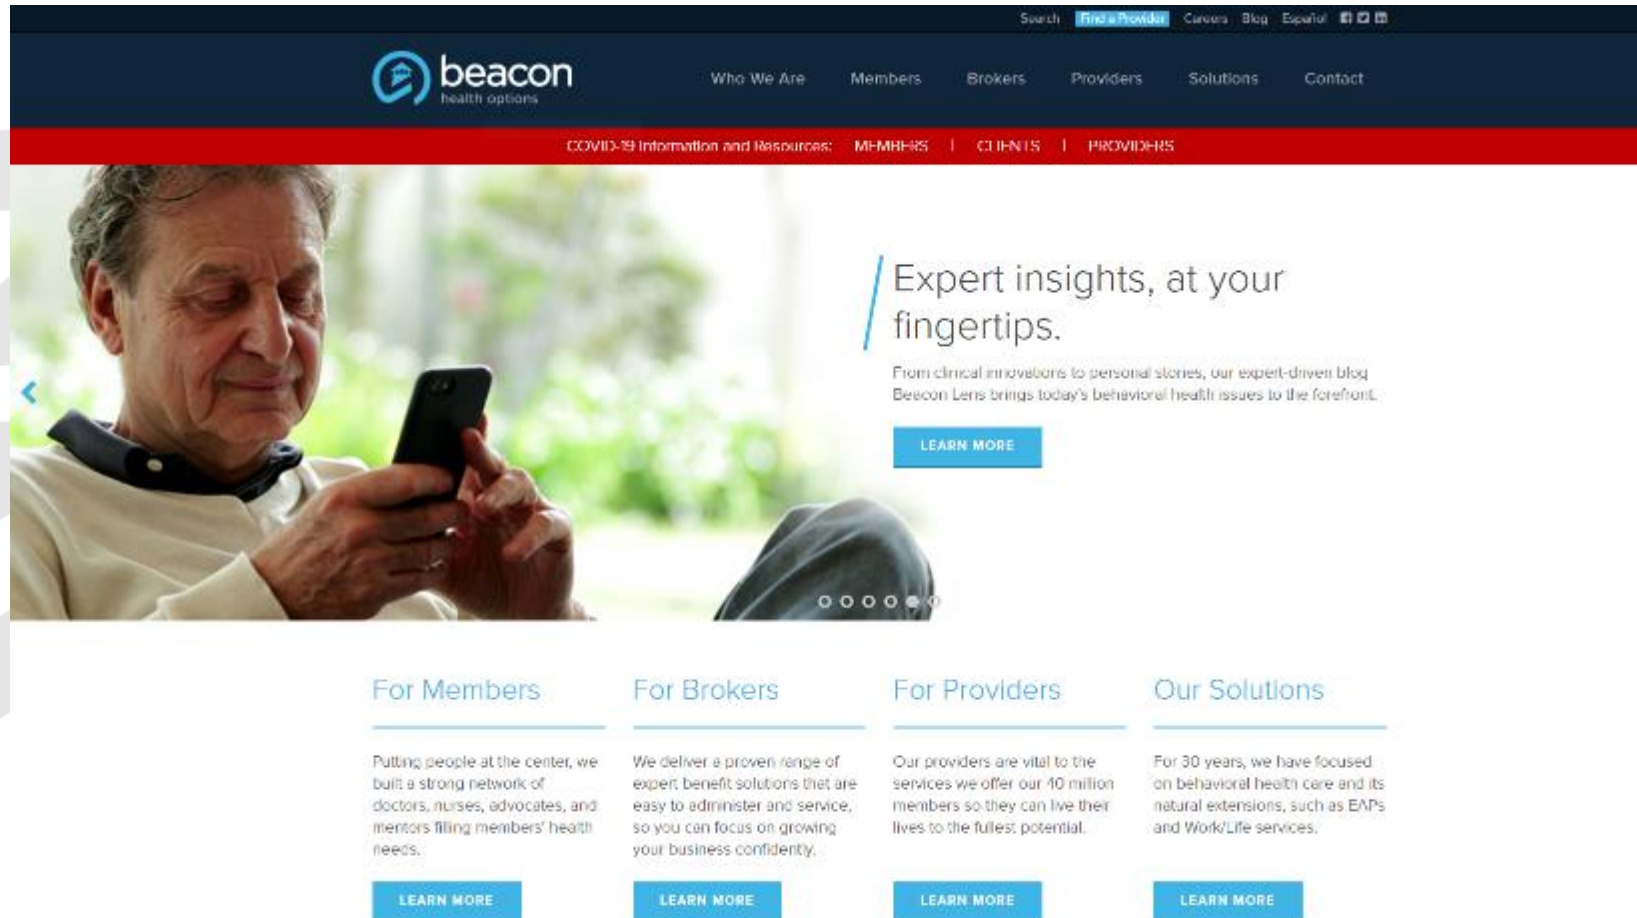 Search Find a Provider Careers Blog Español
beacon
health options
Who We Are Members Brokers Providers Solutions Contact
COVID-19 Information and Resources: MEMBERS | CLIENTS | PROVIDERS
Expert insights, at your
fingertips.
From clinical innovations to personal stories, our expert-driven blog
Beacon Lens brings today's behavioral health issues to the forefront.
LEARN MORE
For Members
Putting people at the center, we
built a strong network of
doctors, nurses, advocates, and
mentors filling members' health
needs.
LEARN MORE
For Brokers
We deliver a proven range of
expert benefit solutions that are
easy to administer and service,
so you can focus on growing
your business confidently.
LEARN MORE
For Providers
Our providers are vital to the
services we offer our 40 million
members so they can live their
lives to the fullest potential.
LEARN MORE
Our Solutions
For 30 years, we have focused
on behavioral health care and its
natural extensions, such as EAPs
and Work/Life services.
LEARN MORE